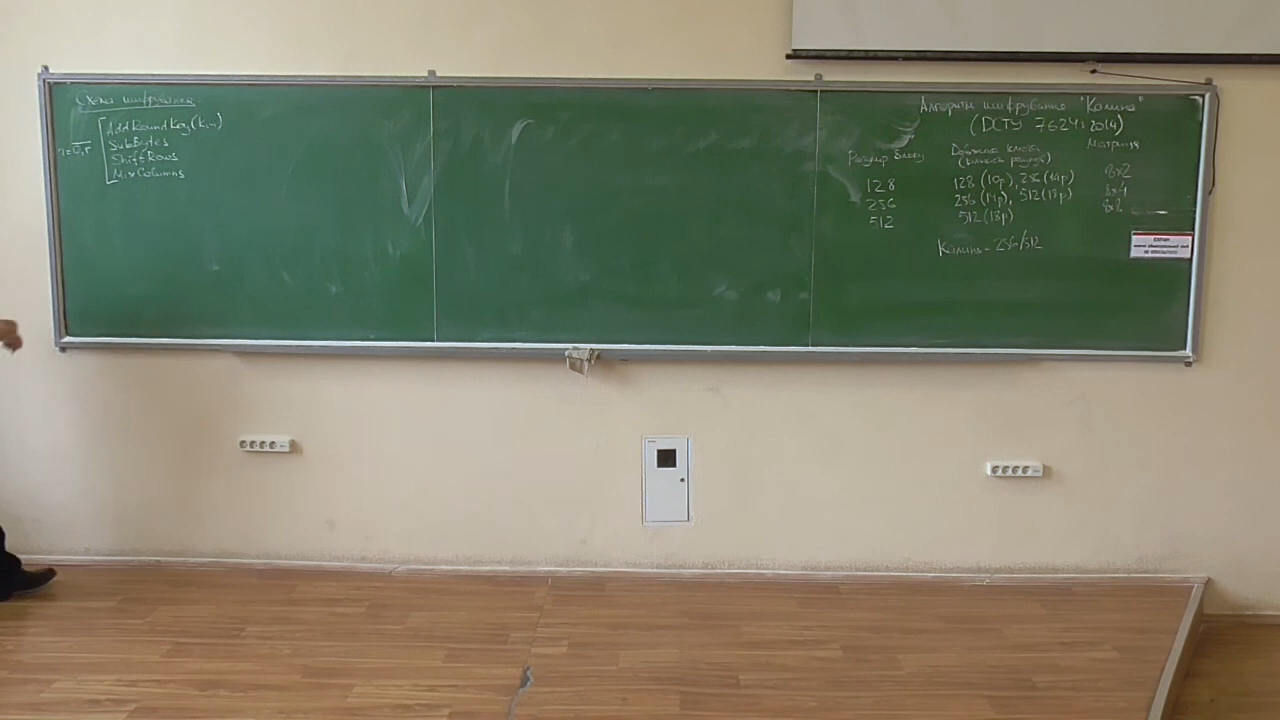 Схема шифрування
AddRoundKey(
SubBytes
ShiftRows
MixColumns
Алгоритм шифрування "Калина"
(ДСТУ 7624:2014)
Розмір блоку
Довжина ключа
(кількість раундів)
Матриця
128
128 (10р), 256 (14р)
8x2
256
256 (14р), 512 (18р)
8x4
512
512 (18р)
8x8
Калина - 256/512